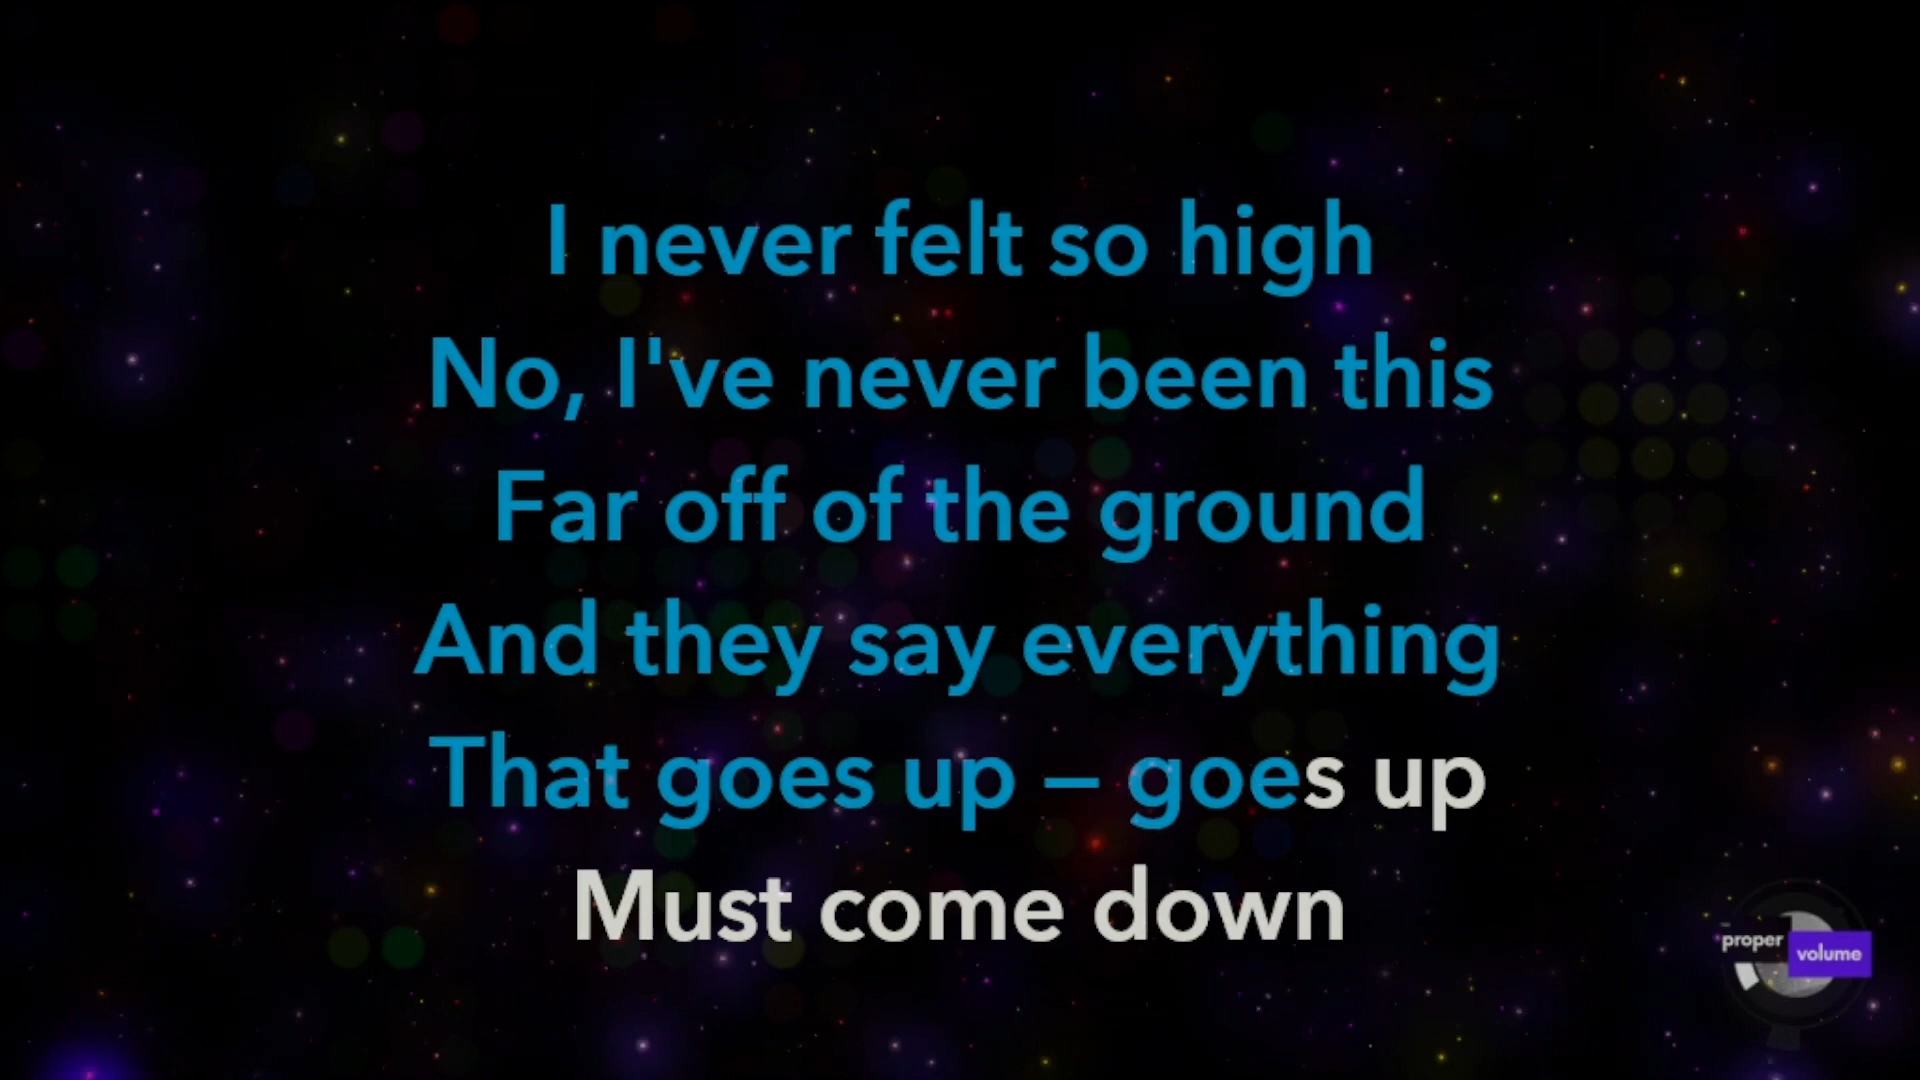 I never felt so high
No, I've never been this
Far off of the ground
And they say everything
That goes up – goes up
Must come down
proper
volume